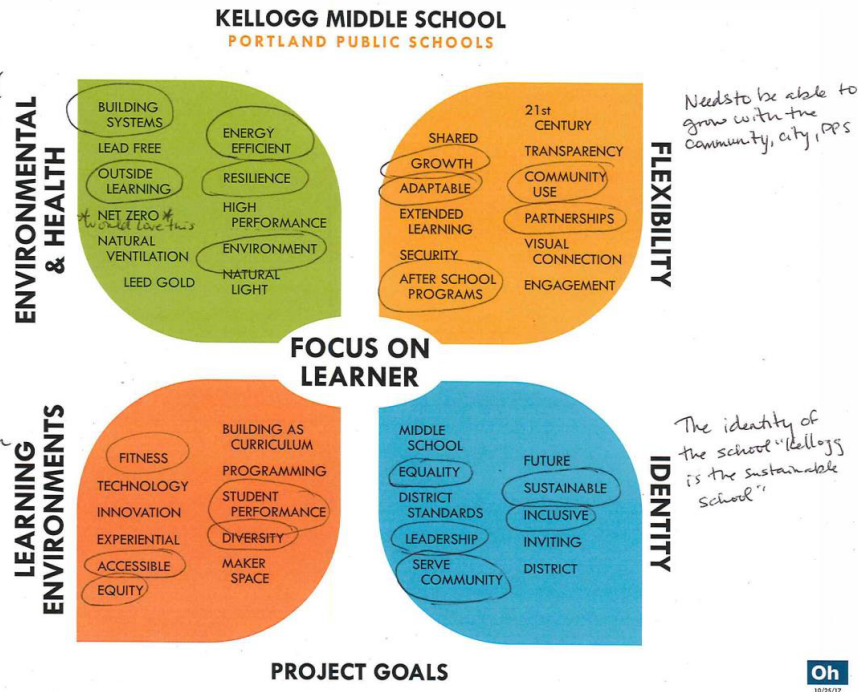 KELLOGG MIDDLE SCHOOL
PORTLAND PUBLIC SCHOOLS
ENVIRONMENTAL
& HEALTH
BUILDING
SYSTEMS
LEAD FREE
OUTSIDE
LEARNING
NET ZERO *
*would love this
NATURAL
VENTILATION
LEED GOLD
ENERGY
EFFICIENT
RESILIENCE
HIGH
PERFORMANCE
ENVIRONMENT
NATURAL
LIGHT
SHARED
GROWTH
ADAPTABLE
EXTENDED
LEARNING
SECURITY
AFTER SCHOOL
PROGRAMS
21st
CENTURY
TRANSPARENCY
COMMUNITY
USE
PARTNERSHIPS
VISUAL
CONNECTION
ENGAGEMENT
FLEXIBILITY
Needs to be able to
grow with the
community, city, PPS
FOCUS ON
LEARNER
LEARNING
ENVIRONMENTS
FITNESS
TECHNOLOGY
INNOVATION
EXPERIENTIAL
ACCESSIBLE
EQUITY
BUILDING AS
CURRICULUM
PROGRAMMING
STUDENT
PERFORMANCE
DIVERSITY
MAKER
SPACE
MIDDLE
SCHOOL
EQUALITY
DISTRICT
STANDARDS
LEADERSHIP
SERVE
COMMUNITY
FUTURE
SUSTAINABLE
INCLUSIVE
INVITING
DISTRICT
IDENTITY
The identity of
the school "Kellogg
is the sustainable
school"
PROJECT GOALS
Oh
10/25/17